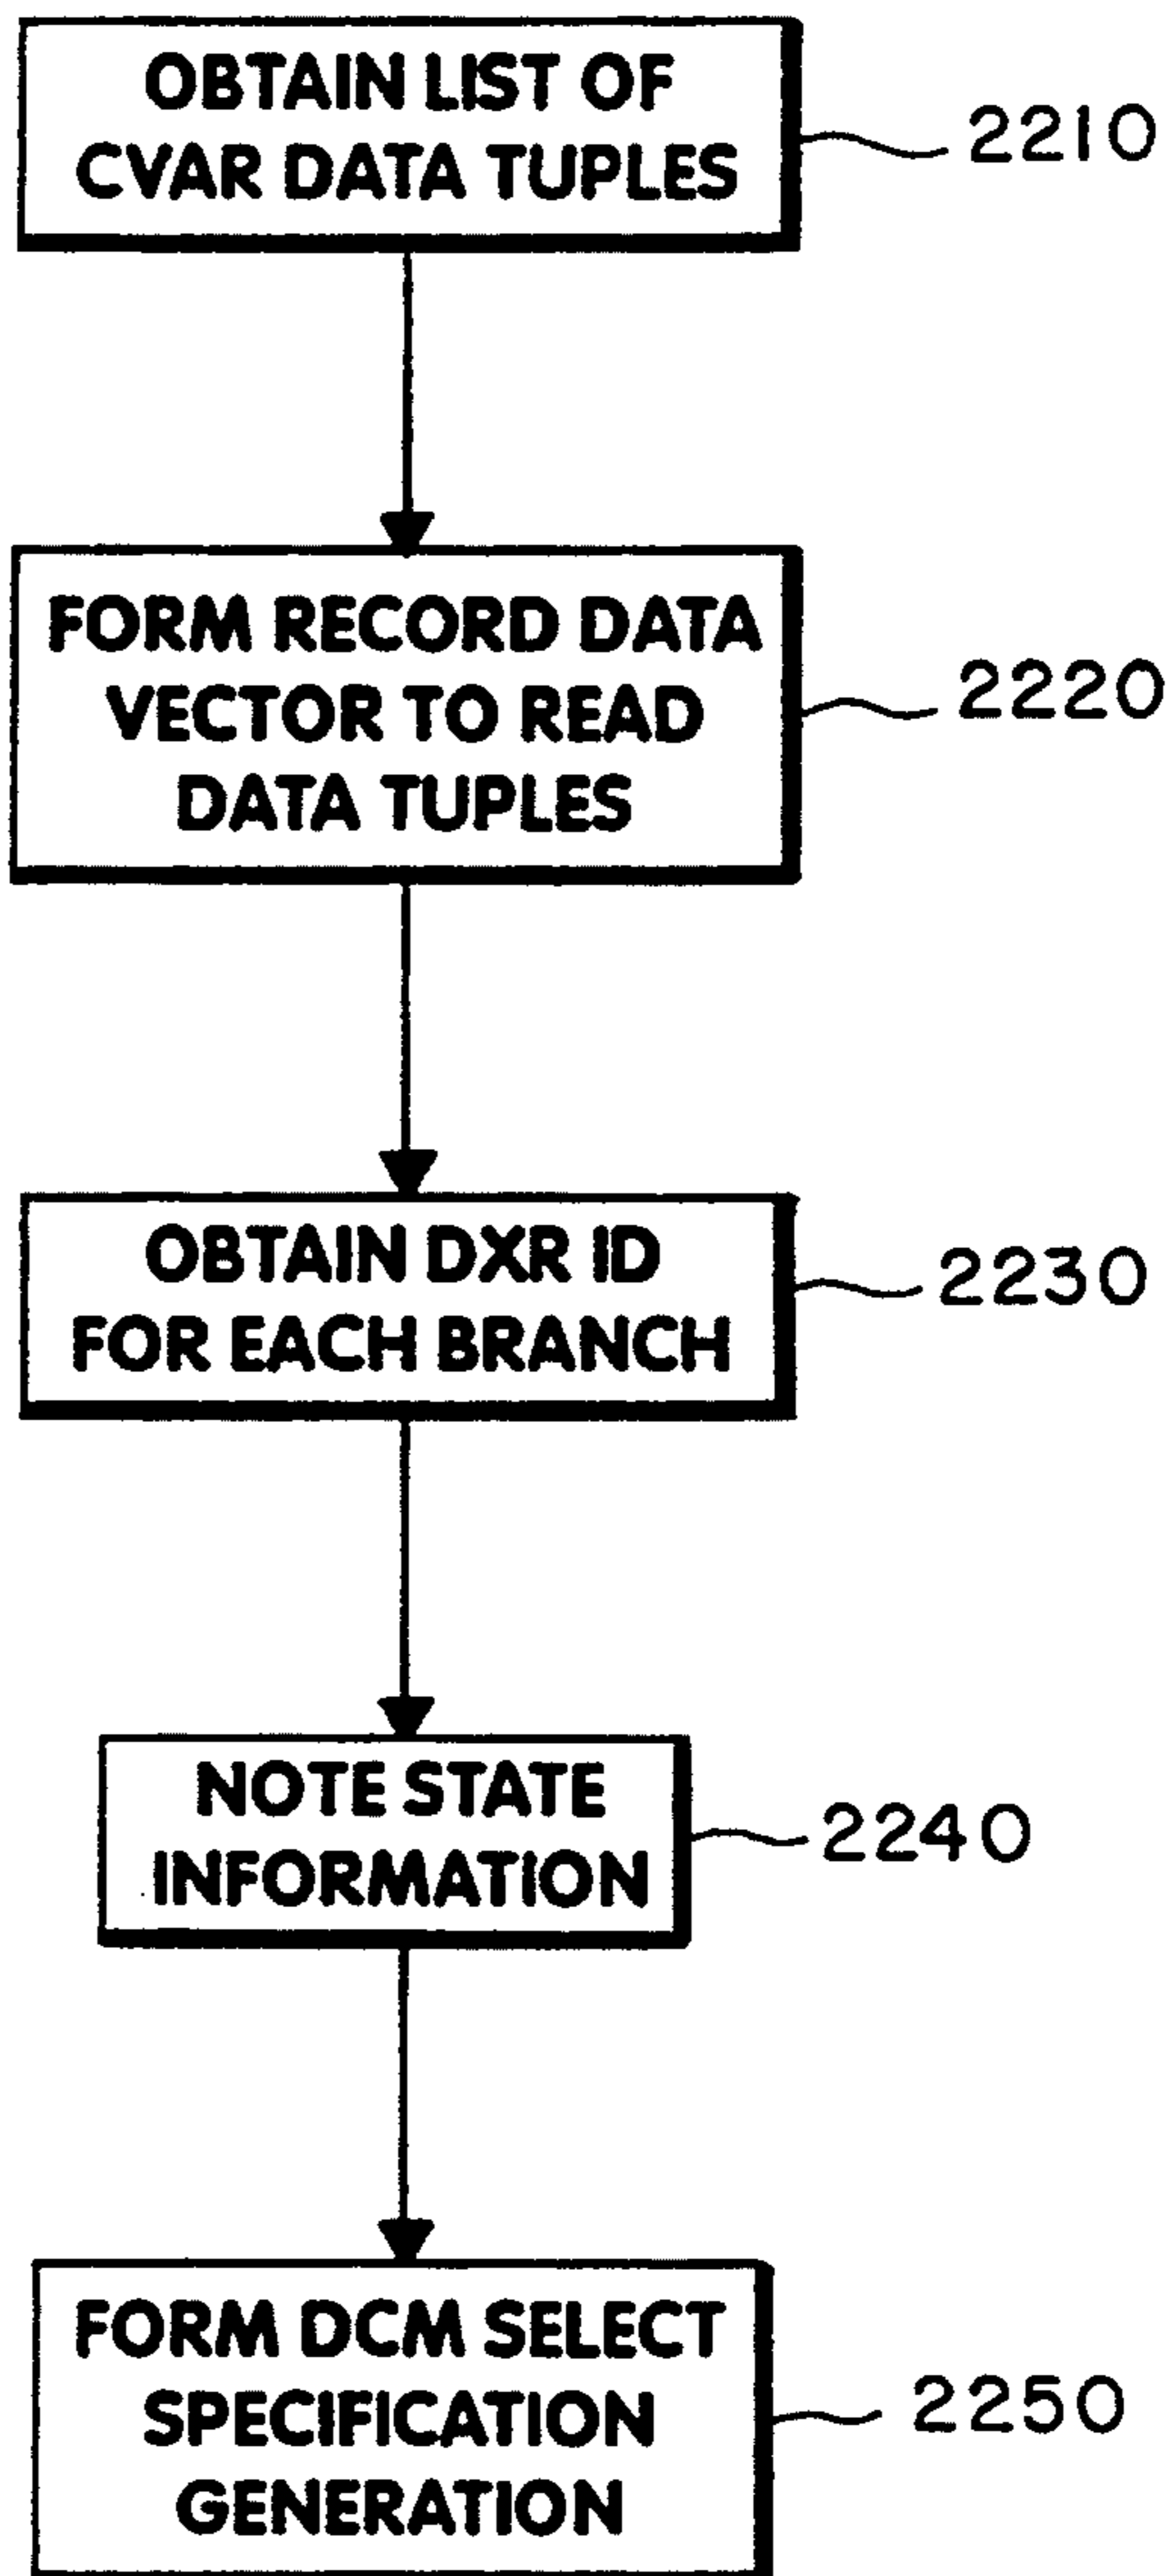 OBTAIN LIST OF
CVAR DATA TUPLES
2210
FORM RECORD DATA
VECTOR TO READ
DATA TUPLES
2220
OBTAIN DXR ID
FOR EACH BRANCH
2230
NOTE STATE
INFORMATION
2240
FORM DCM SELECT
SPECIFICATION
GENERATION
2250